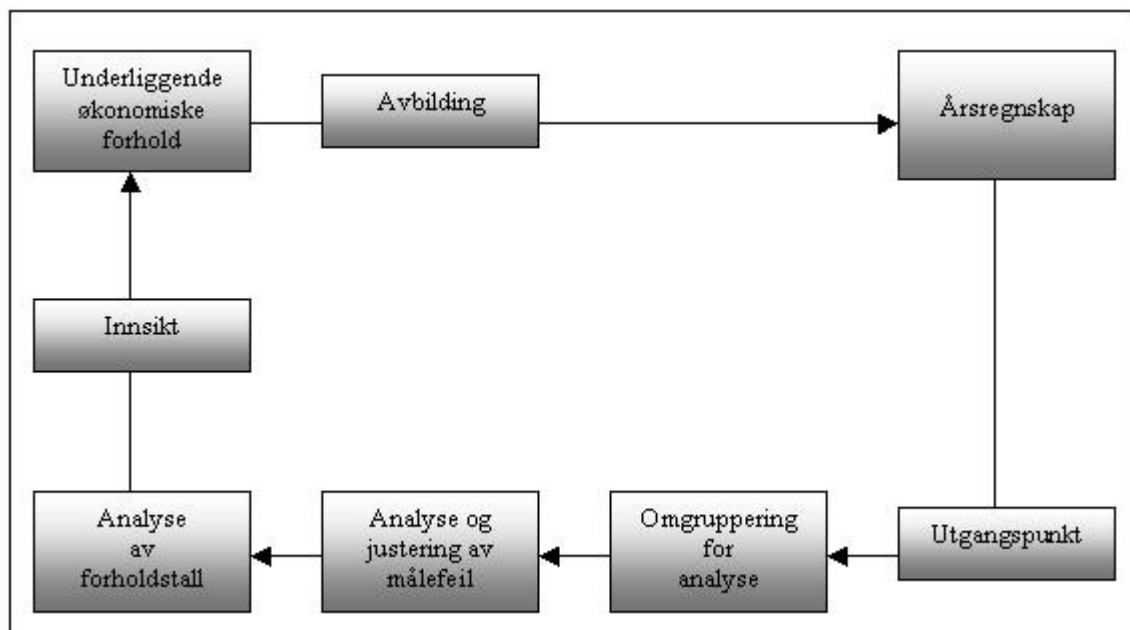 Underliggende
økonomiske
forhold
Avbilding
Årsregnskap
Innsikt
Analyse
av
forholdstall
Analyse og
justering av
målefeil
Omgruppering
for
analyse
Utgangspunkt